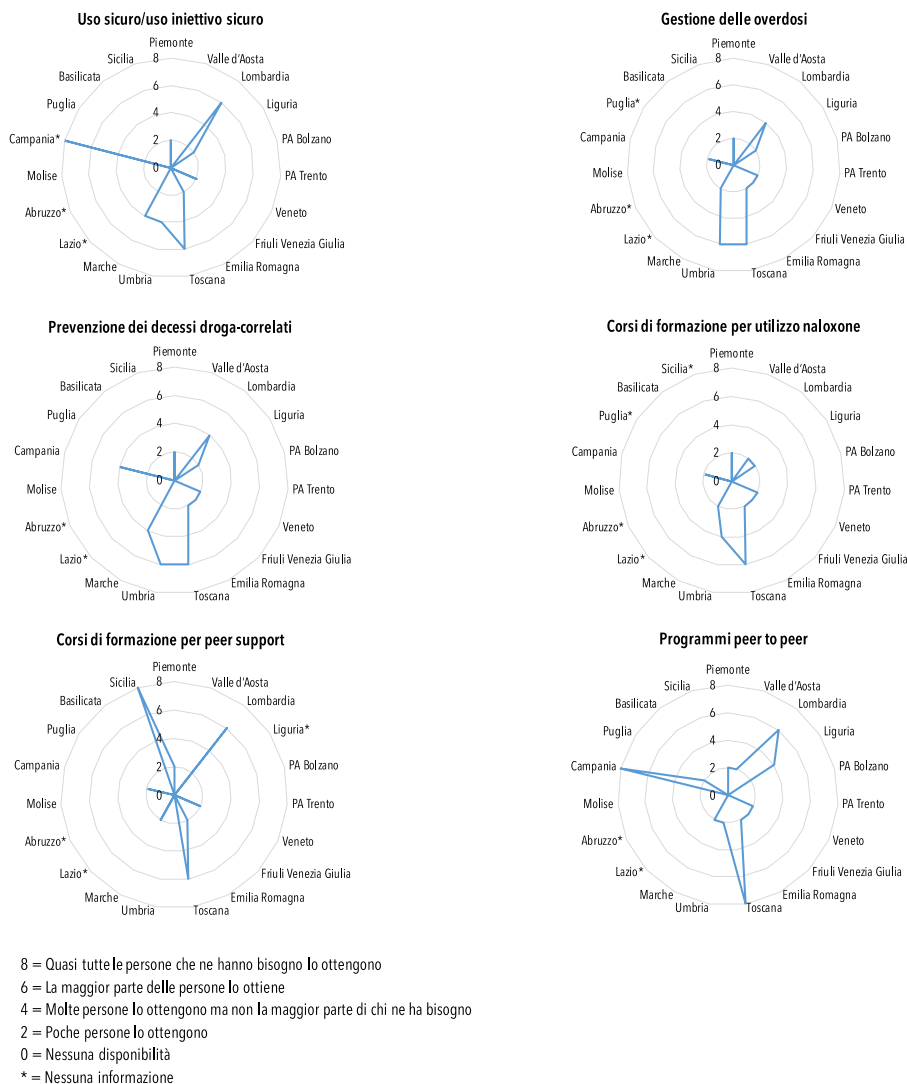 Uso sicuro/uso iniettivo sicuro
Piemonte
Sicilia
Valle d'Aosta
Basilicata
Lombardia
Puglia
Liguria
Campania*
PA Bolzano
Molise
PA Trento
Abruzzo*
Veneto
Lazio*
Friuli Venezia Giulia
Marche
Emilia Romagna
Umbria
Toscana
8
6
4
2
0
Gestione delle overdosi
Piemonte
Sicilia
Valle d'Aosta
Basilicata
Lombardia
Puglia*
Liguria
Campania
PA Bolzano
Molise
PA Trento
Abruzzo*
Veneto
Lazio*
Friuli Venezia Giulia
Marche
Emilia Romagna
Umbria
Toscana
8
6
4
2
0
Prevenzione dei decessi droga-correlati
Piemonte
Sicilia
Valle d'Aosta
Basilicata
Lombardia
Puglia
Liguria
Campania
PA Bolzano
Molise
PA Trento
Abruzzo*
Veneto
Lazio*
Friuli Venezia Giulia
Marche
Emilia Romagna
Umbria
Toscana
8
6
4
2
0
Corsi di formazione per utilizzo naloxone
Piemonte
Sicilia*
Valle d'Aosta
Basilicata
Lombardia
Puglia*
Liguria
Campania
PA Bolzano
Molise
PA Trento
Abruzzo*
Veneto
Lazio*
Friuli Venezia Giulia
Marche
Emilia Romagna
Umbria
Toscana
8
6
4
2
0
Corsi di formazione per peer support
Piemonte
Sicilia
Valle d'Aosta
Basilicata
Lombardia
Puglia
Liguria*
Campania
PA Bolzano
Molise
PA Trento
Abruzzo*
Veneto
Lazio*
Friuli Venezia Giulia
Marche
Emilia Romagna
Umbria
Toscana
8
6
4
2
0
Programmi peer to peer
Piemonte
Sicilia
Valle d'Aosta
Basilicata
Lombardia
Puglia
Liguria
Campania
PA Bolzano
Molise
PA Trento
Abruzzo*
Veneto
Lazio*
Friuli Venezia Giulia
Marche
Emilia Romagna
Umbria
Toscana
8
6
4
2
0
8 = Quasi tutte le persone che ne hanno bisogno lo ottengono
6 = La maggior parte delle persone lo ottiene
4 = Molte persone lo ottengono ma non la maggior parte di chi ne ha bisogno
2 = Poche persone lo ottengono
0 = Nessuna disponibilità
* = Nessuna informazione